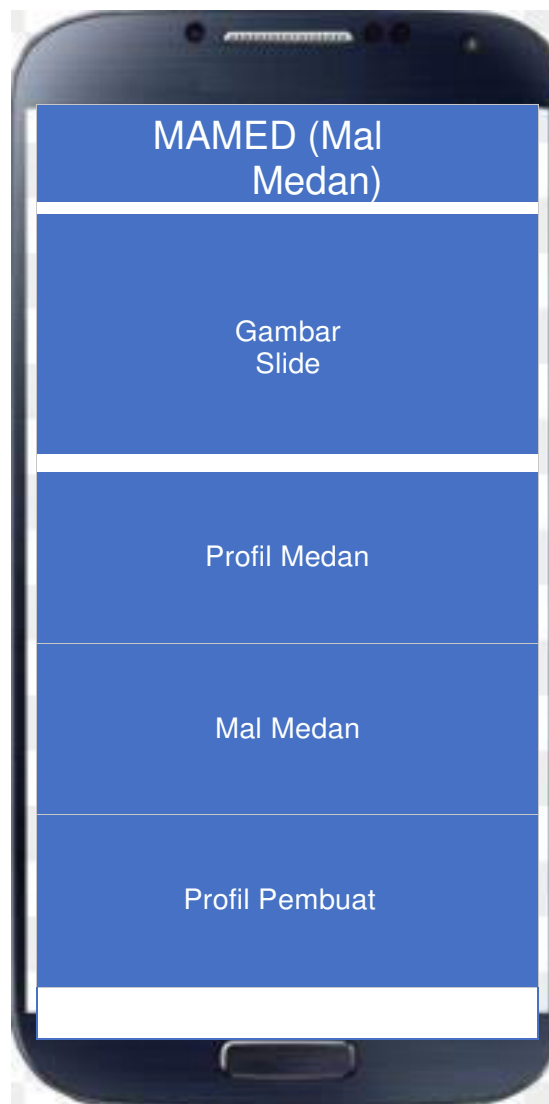 MAMED (Mal
Medan)
Gambar
Slide
Profil Medan
Mal Medan
Profil Pembuat